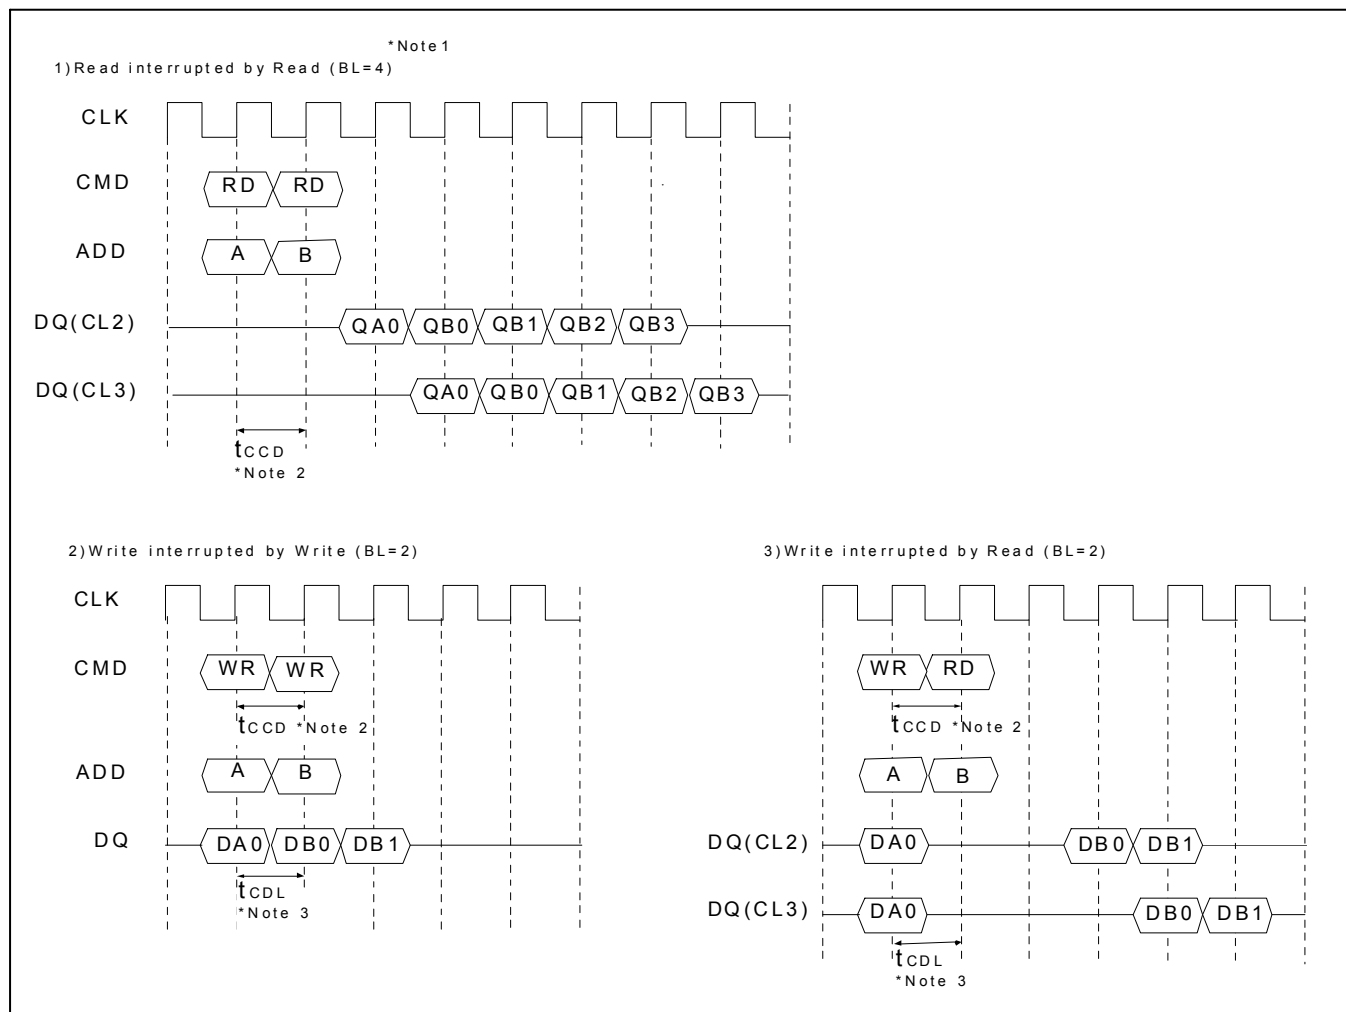 *Note1
1)Read interrupted by Read (BL=4)
CLK
CMD RD RD
ADD A B
DQ(CL2) QA0 QB0 QB1 QB2 QB3
DQ(CL3) QA0 QB0 QB1 QB2 QB3
tCCD
*Note 2
2)Write interrupted by Write (BL=2)
CLK
CMD WR WR
tCCD *Note 2
ADD A B
DQ DA0 DB0 DB1
tCDL
*Note 3
3)Write interrupted by Read (BL=2)
WR RD
tCCD *Note 2
A B
DQ(CL2) DA0 DB0 DB1
DQ(CL3) DA0 DB0 DB1
tCDL
*Note 3